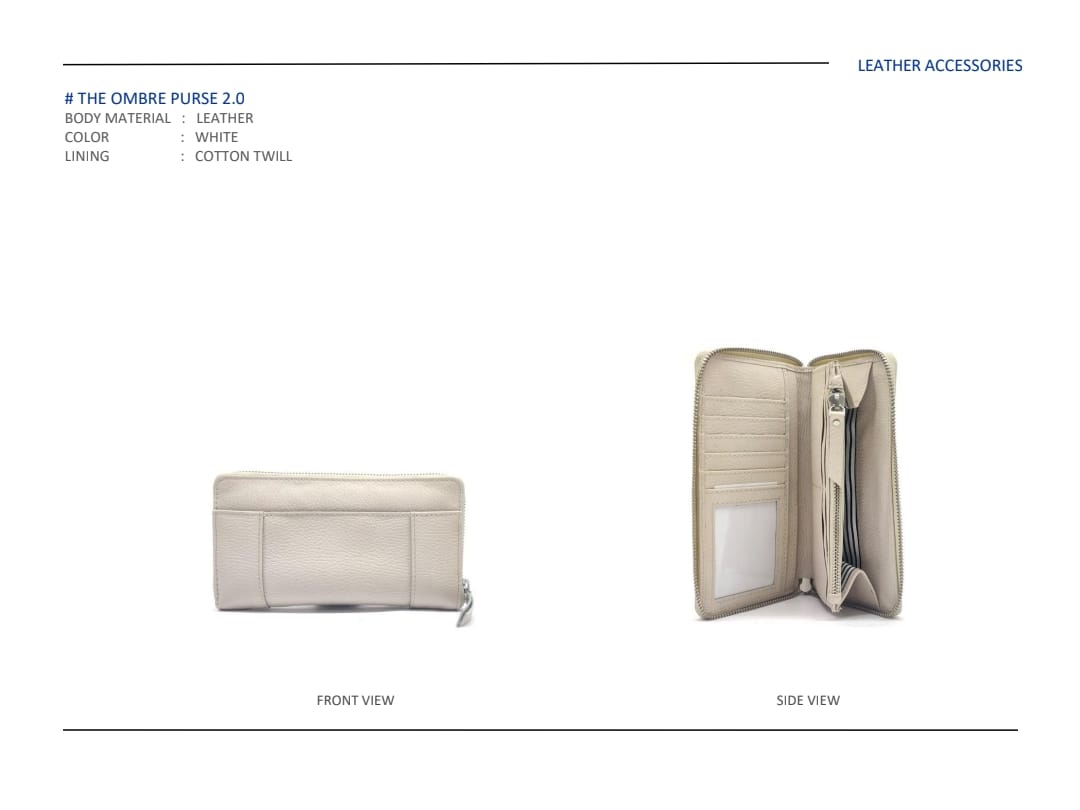 LEATHER ACCESSORIES
# THE OMBRE PURSE 2.0
BODY MATERIAL : LEATHER
COLOR : WHITE
LINING : COTTON TWILL
FRONT VIEW
SIDE VIEW